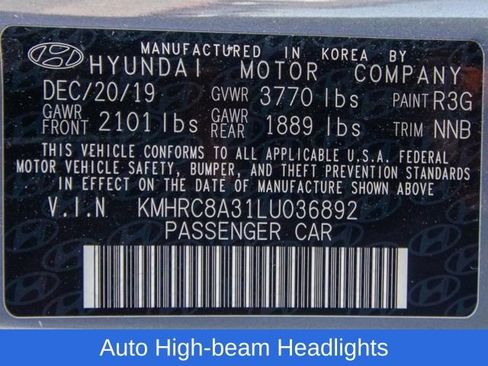 MANUFACTURED IN KOREA BY
HYUNDAI MOTOR COMPANY
DEC/20/19 GVWR 3770 lbs PAINT R3G
GAWR FRONT 2101 lbs GAWR REAR 1889 lbs TRIM NNB
THIS VEHICLE CONFORMS TO ALL APPLICABLE U.S.A. FEDERAL
MOTOR VEHICLE SAFETY, BUMPER, AND THEFT PREVENTION STANDARDS
IN EFFECT ON THE DATE OF MANUFACTURE SHOWN ABOVE.
V.I.N KMHRC8A31LU036892
PASSENGER CAR
Auto High-beam Headlights